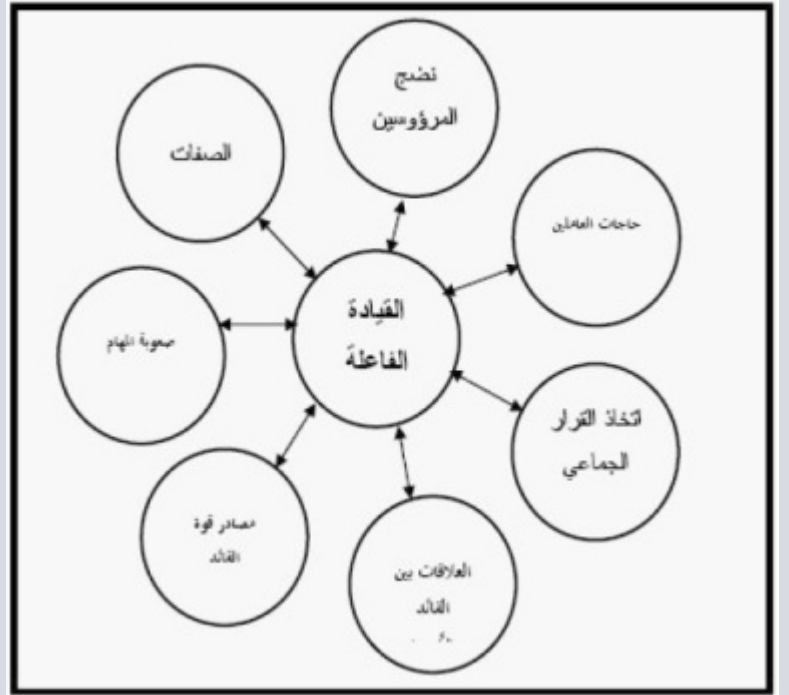 نضج
المرؤوسين
الصفات
حاجات العاملين
القيادة
الفاعلة
صعوبة المهام
اتخاذ القرار
الجماعي
مصادر قوة
القائد
العلاقات بين
القائد